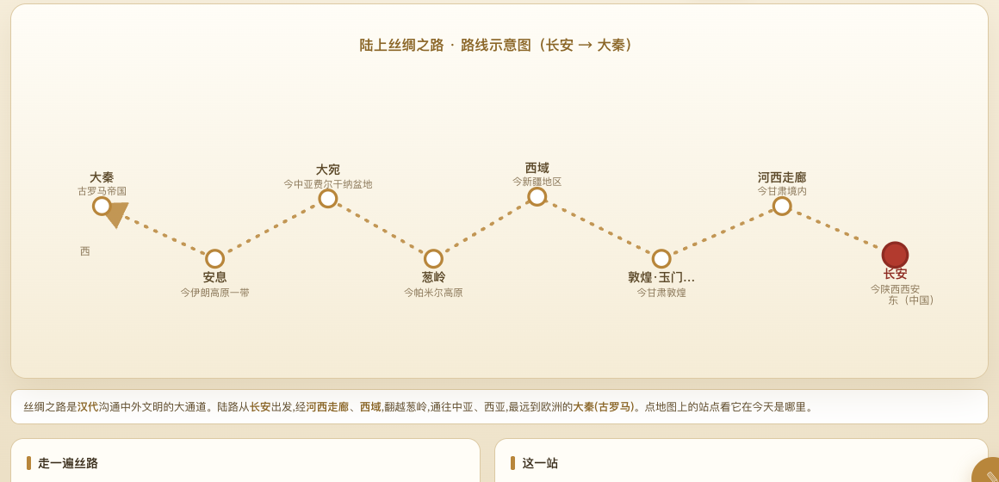 陆上丝绸之路 · 路线示意图（长安 → 大秦）
大秦
古罗马帝国
大宛
今中亚费尔干纳盆地
西域
今新疆地区
河西走廊
今甘肃境内
西
安息
今伊朗高原一带
葱岭
今帕米尔高原
敦煌·玉门…
今甘肃敦煌
长安
今陕西西安
东（中国）
丝绸之路是汉代沟通中外文明的大通道。陆路从长安出发,经河西走廊、西域,翻越葱岭,通往中亚、西亚,最远到欧洲的大秦(古罗马)。点地图上的站点看它在今天是哪里。
走一遍丝路
这一站